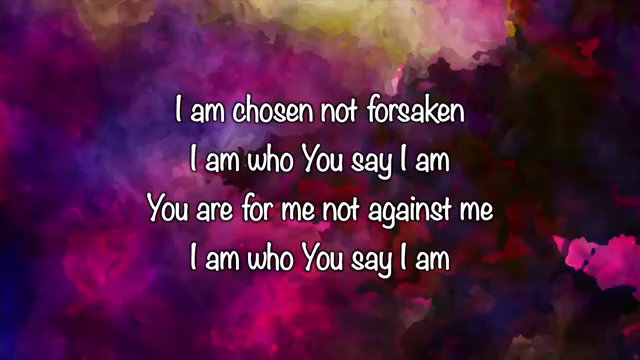 I am chosen not forsaken
I am who You say I am
You are for me not against me
I am who You say I am